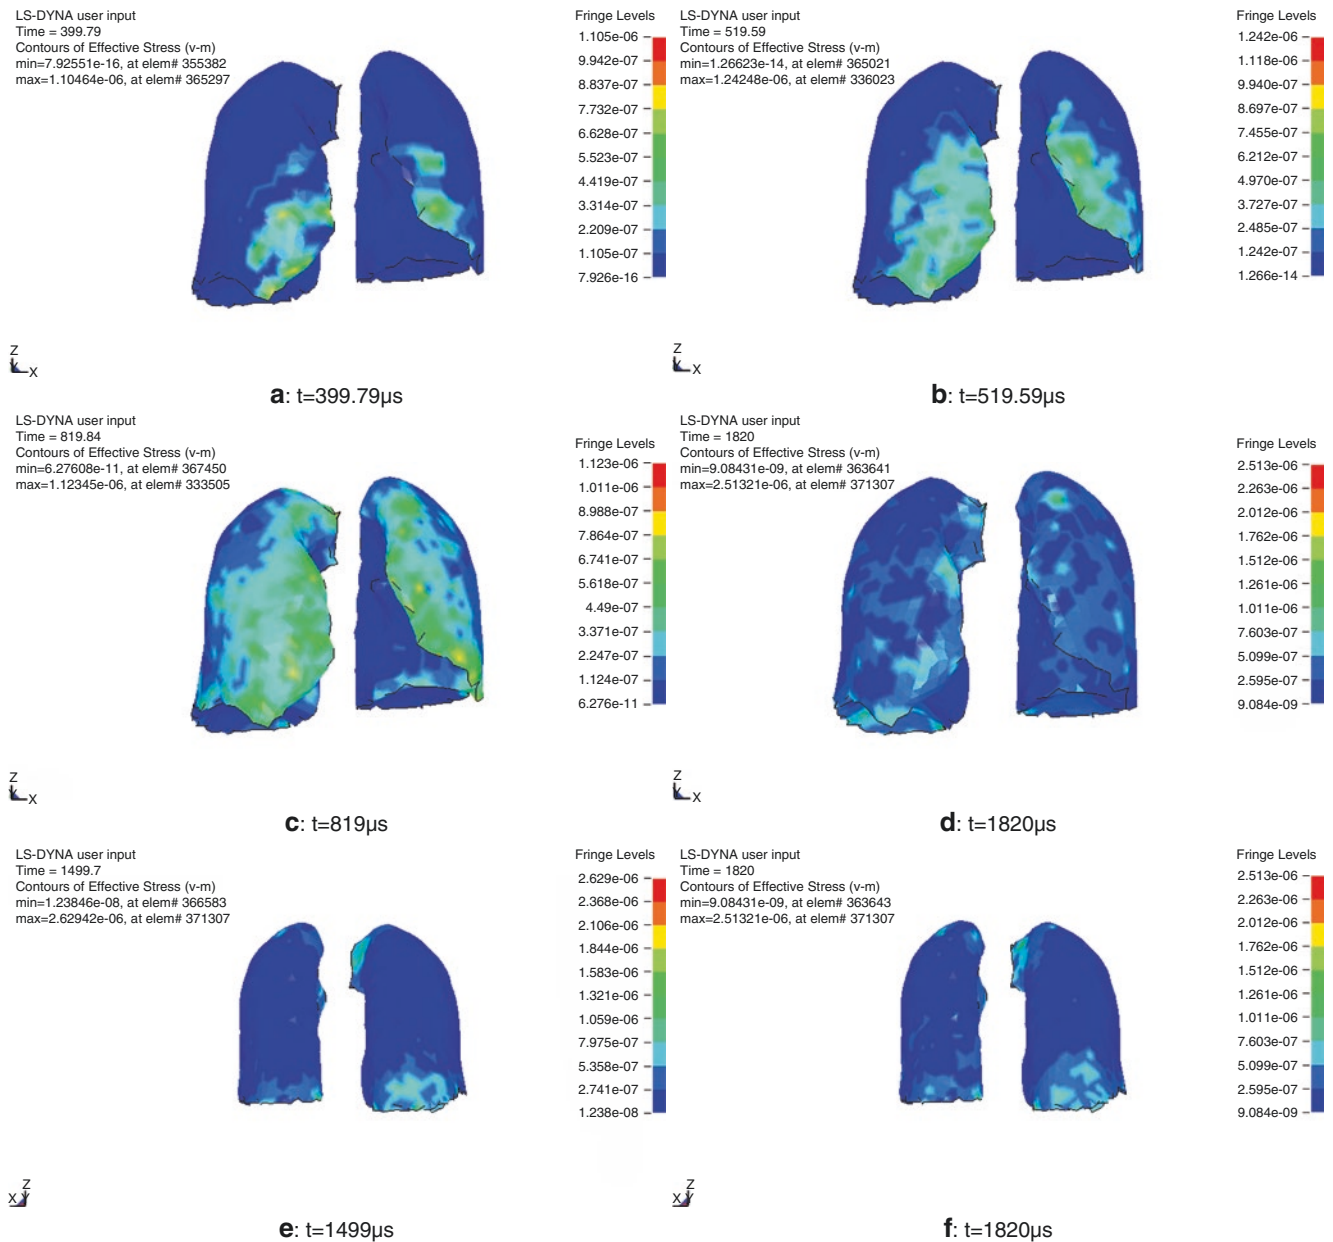 LS-DYNA user input
Time = 399.79
Contours of Effective Stress (v-m)
min=7.92551e-16, at elem# 355382
max=1.10464e-06, at elem# 365297
Fringe Levels
1.105e-06
9.942e-07
8.837e-07
7.732e-07
6.628e-07
5.523e-07
4.419e-07
3.314e-07
2.209e-07
1.105e-07
7.926e-16
Z
Y
X
a: t=399.79µs
LS-DYNA user input
Time = 519.59
Contours of Effective Stress (v-m)
min=1.26623e-14, at elem# 365021
max=1.24248e-06, at elem# 336023
Fringe Levels
1.242e-06
1.118e-06
9.940e-07
8.697e-07
7.455e-07
6.212e-07
4.970e-07
3.727e-07
2.485e-07
1.242e-07
1.266e-14
Z
Y
X
b: t=519.59µs
LS-DYNA user input
Time = 819.84
Contours of Effective Stress (v-m)
min=6.27608e-11, at elem# 367450
max=1.12345e-06, at elem# 333505
Fringe Levels
1.123e-06
1.011e-06
8.988e-07
7.864e-07
6.741e-07
5.618e-07
4.49e-07
3.371e-07
2.247e-07
1.124e-07
6.276e-11
Z
Y
X
c: t=819µs
LS-DYNA user input
Time = 1820
Contours of Effective Stress (v-m)
min=9.08431e-09, at elem# 363641
max=2.51321e-06, at elem# 371307
Fringe Levels
2.513e-06
2.263e-06
2.012e-06
1.762e-06
1.512e-06
1.261e-06
1.011e-06
7.603e-07
5.099e-07
2.595e-07
9.084e-09
Z
Y
X
d: t=1820µs
LS-DYNA user input
Time = 1499.7
Contours of Effective Stress (v-m)
min=1.23846e-08, at elem# 366583
max=2.62942e-06, at elem# 371307
Fringe Levels
2.629e-06
2.368e-06
2.106e-06
1.844e-06
1.583e-06
1.321e-06
1.059e-06
7.975e-07
5.358e-07
2.741e-07
1.238e-08
Z
X Y
e: t=1499µs
LS-DYNA user input
Time = 1820
Contours of Effective Stress (v-m)
min=9.08431e-09, at elem# 363643
max=2.51321e-06, at elem# 371307
Fringe Levels
2.513e-06
2.263e-06
2.012e-06
1.762e-06
1.512e-06
1.261e-06
1.011e-06
7.603e-07
5.099e-07
2.595e-07
9.084e-09
Z
X Y
f: t=1820µs